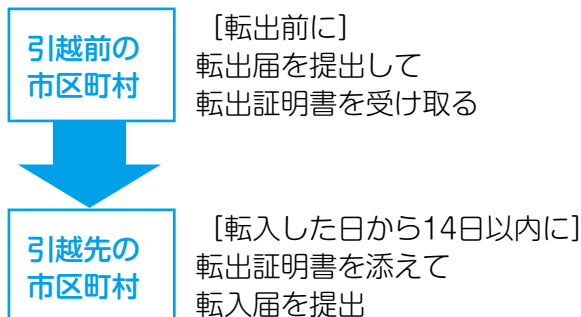 引越前の
市区町村
［転出前に］
転出届を提出して
転出証明書を受け取る
引越先の
市区町村
［転入した日から14日以内に］
転出証明書を添えて
転入届を提出